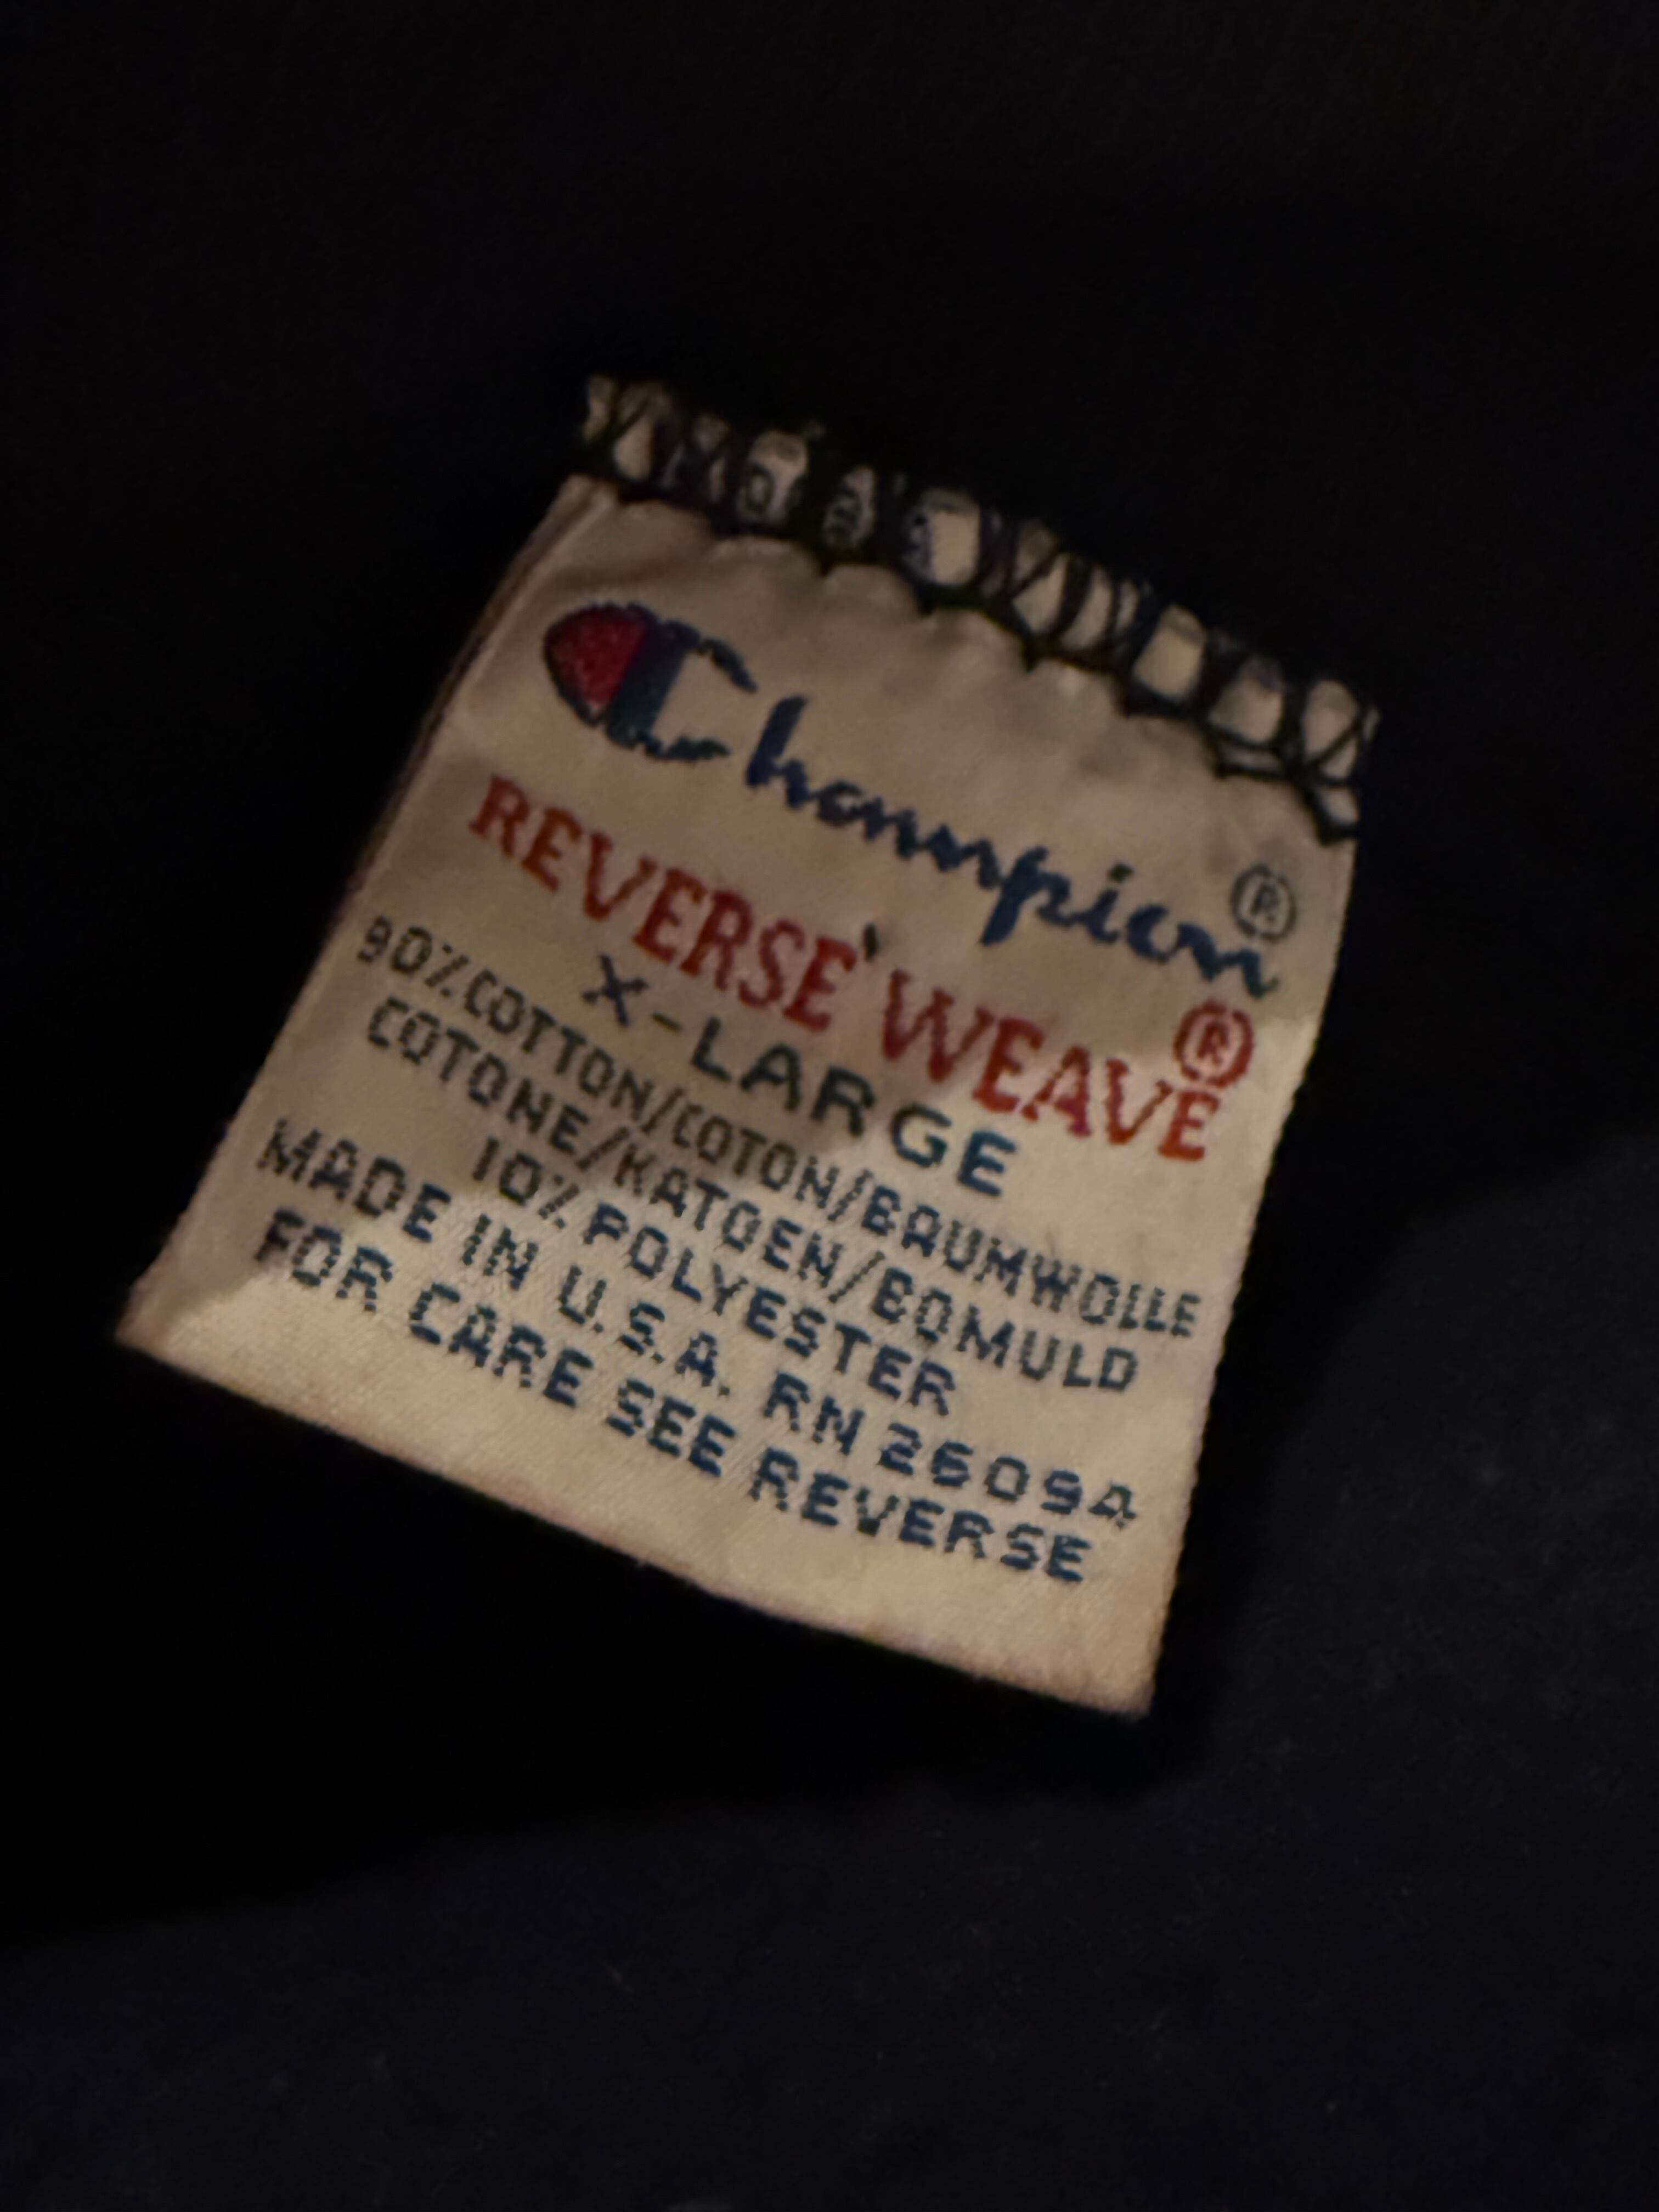 Champion®
REVERSE WEAVE®
X-LARGE
90% COTTON/COTON/BAUMWOLLE
COTONE/KATOEN/BOMULD
10% POLYESTER
MADE IN U.S.A. RN 26094
FOR CARE SEE REVERSE